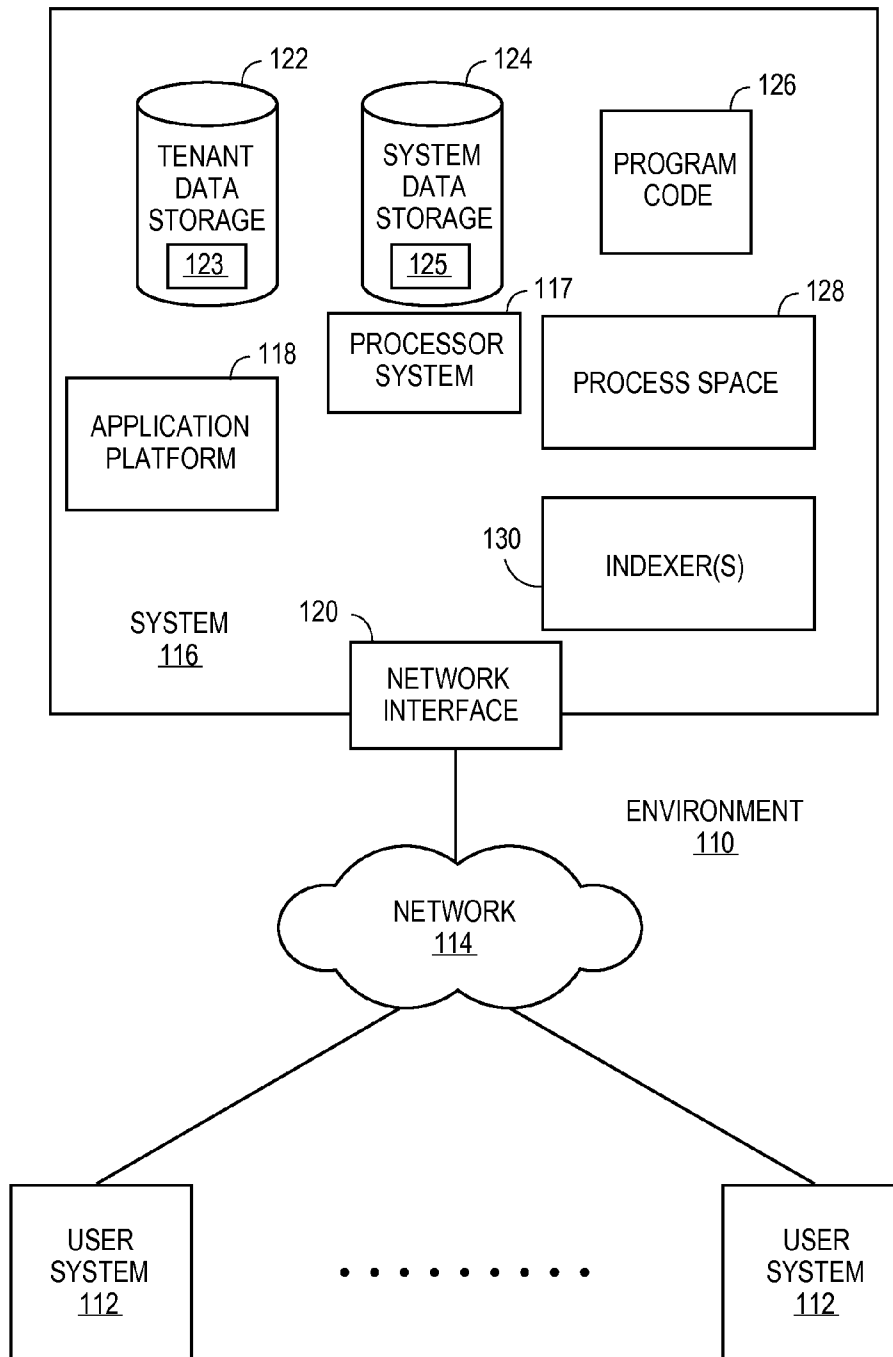 122
124
126
TENANT
DATA
STORAGE
123
SYSTEM
DATA
STORAGE
125
PROGRAM
CODE
117
128
118
PROCESSOR
SYSTEM
PROCESS SPACE
APPLICATION
PLATFORM
130
INDEXER(S)
SYSTEM
116
120
NETWORK
INTERFACE
ENVIRONMENT
110
NETWORK
114
USER
SYSTEM
112
USER
SYSTEM
112